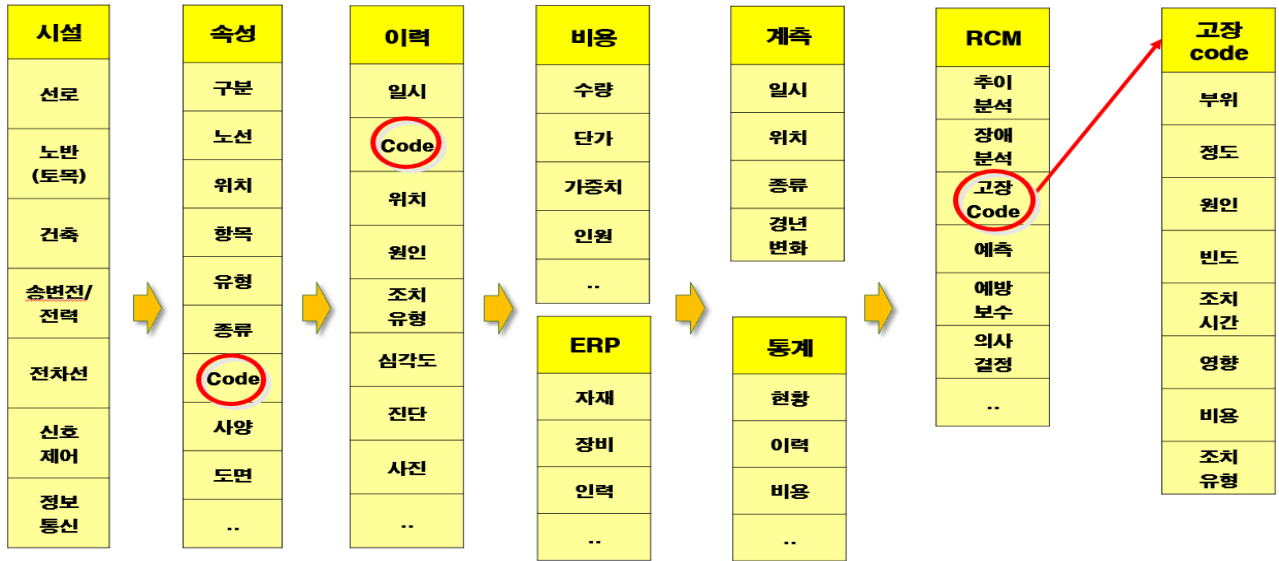 시설
선로
노반
(토목)
건축
송변전/
전력
전차선
신호
제어
정보
통신
속성
구분
노선
위치
항목
유형
종류
Code
사양
도면
..
이력
일시
Code
위치
원인
조치
유형
심각도
진단
사진
..
비용
수량
단가
가중치
인원
..
ERP
자재
장비
인력
..
계측
일시
위치
종류
경년
변화
통계
현황
이력
비용
..
RCM
추이
분석
장애
분석
고장
Code
예측
예방
보수
의사
결정
..
고장
code
부위
정도
원인
빈도
조치
시간
영향
비용
조치
유형